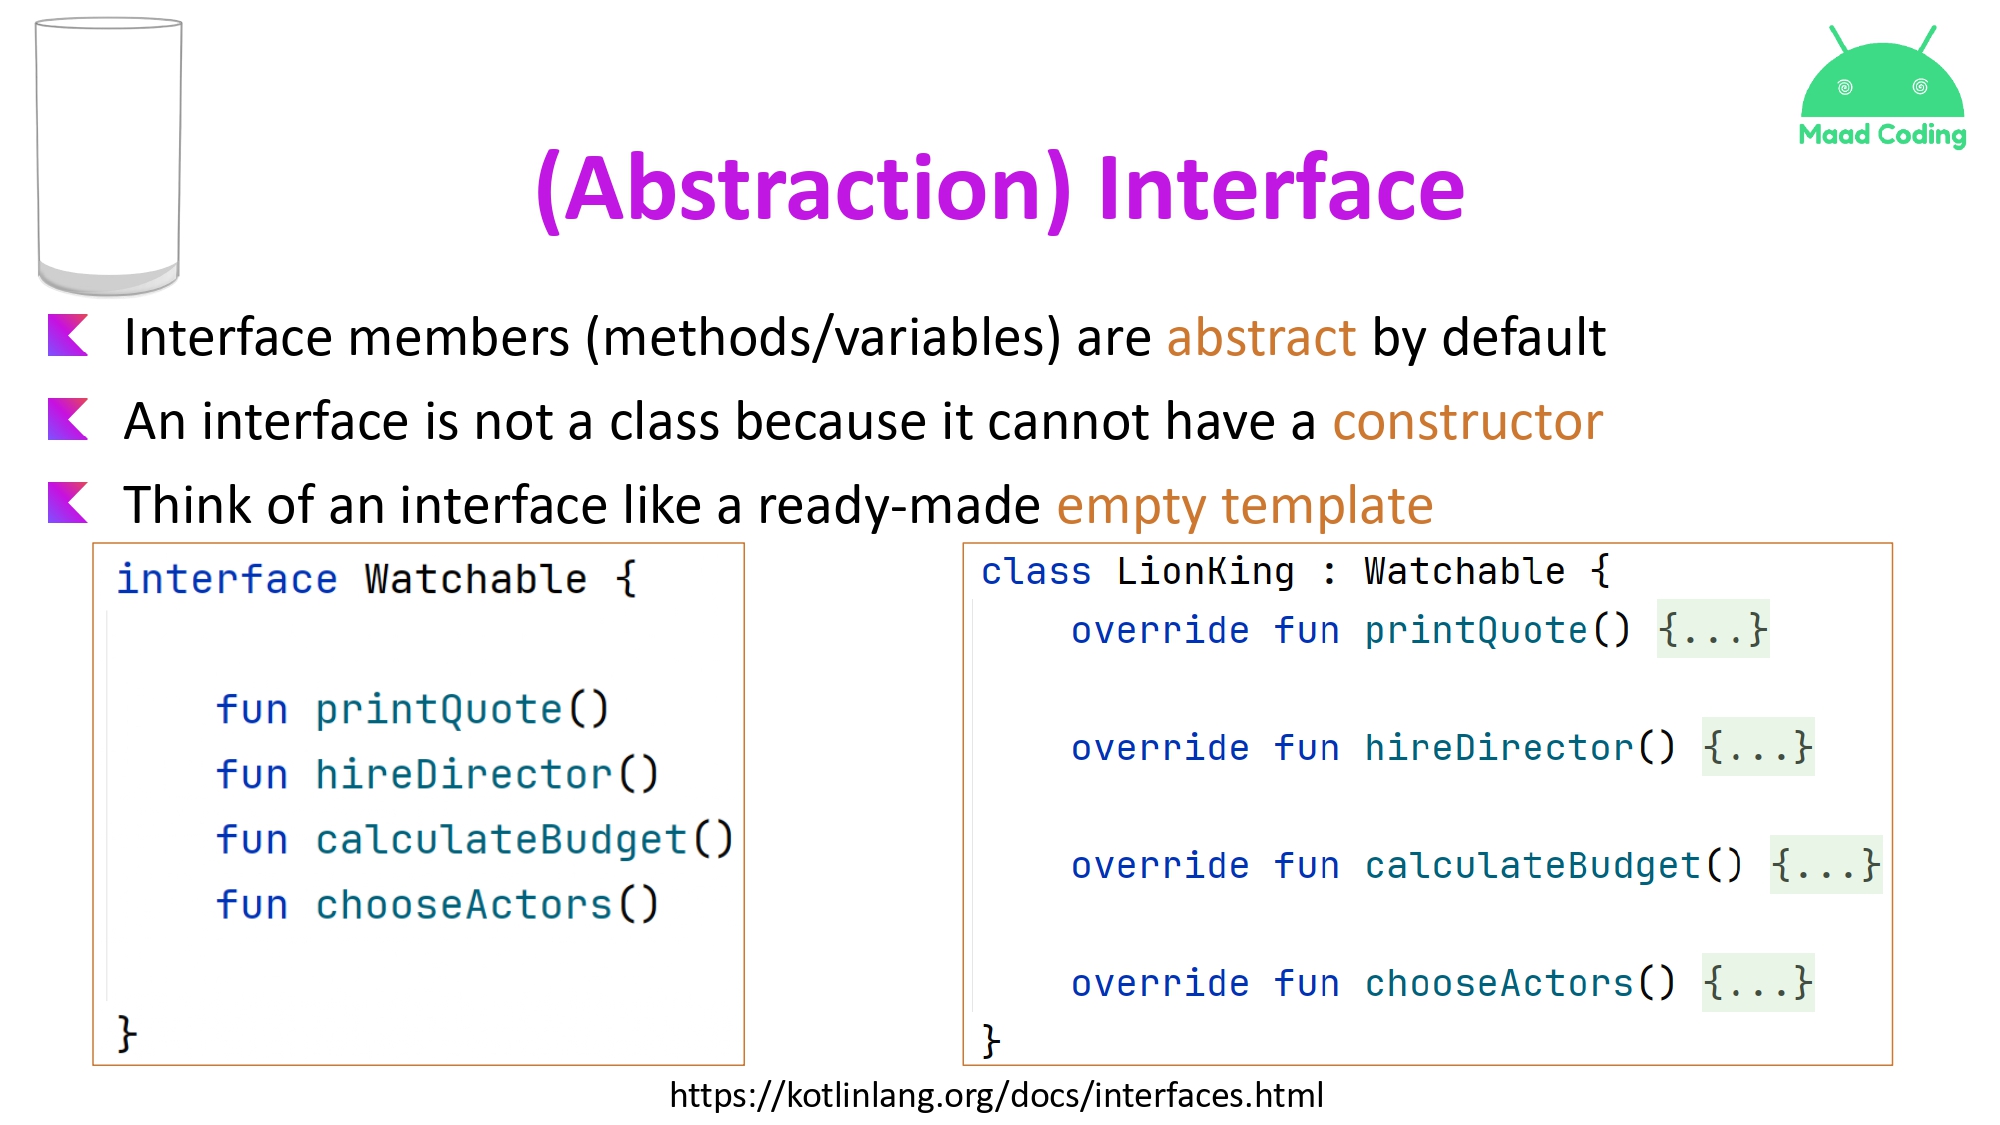 Maad Coding
(Abstraction) Interface
Interface members (methods/variables) are abstract by default
An interface is not a class because it cannot have a constructor
Think of an interface like a ready-made empty template
interface Watchable {
fun printQuote()
fun hireDirector()
fun calculateBudget()
fun chooseActors()
}
class LionKing : Watchable {
override fun printQuote() {...}
override fun hireDirector() {...}
override fun calculateBudget() {...}
override fun chooseActors() {...}
}
https://kotlinlang.org/docs/interfaces.html